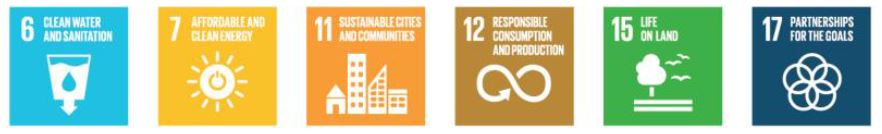 6 CLEAN WATER
AND SANITATION
7 AFFORDABLE AND
CLEAN ENERGY
11 SUSTAINABLE CITIES
AND COMMUNITIES
12 RESPONSIBLE
CONSUMPTION
AND PRODUCTION
15 LIFE
ON LAND
17 PARTNERSHIPS
FOR THE GOALS